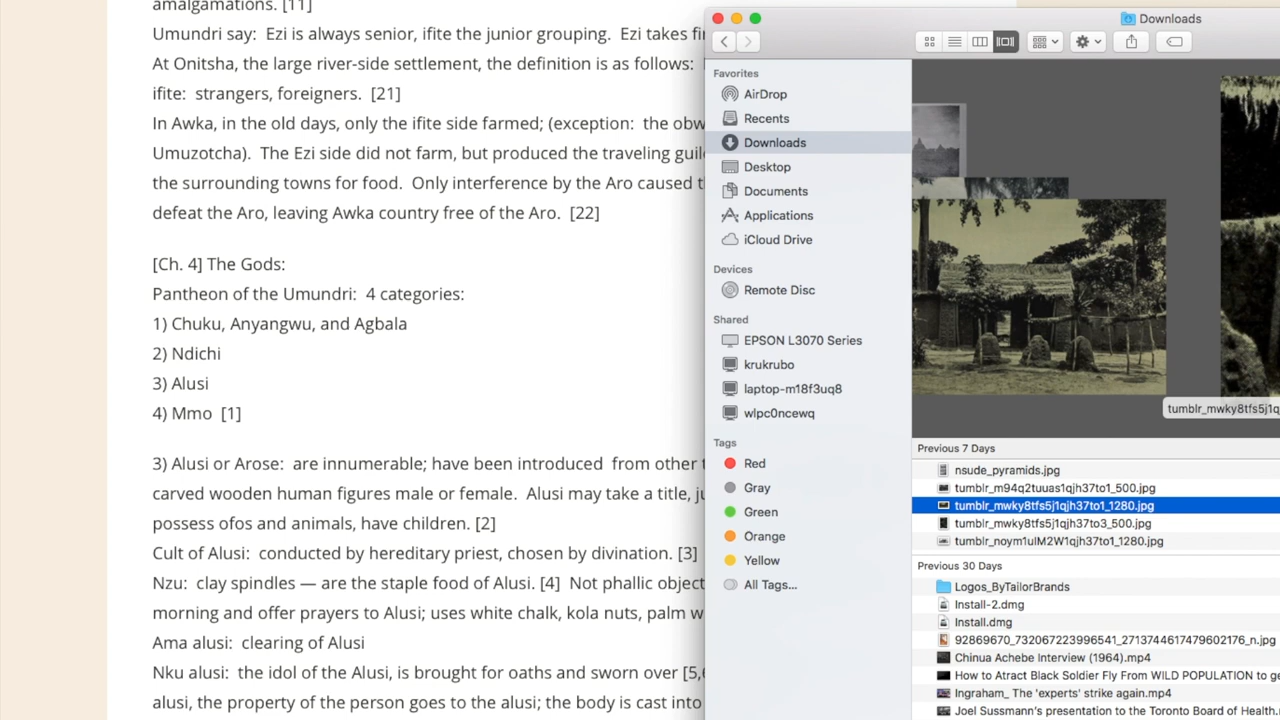 amalgamations. [11]
Umundri say:  Ezi is always senior, ifite the junior grouping.  Ezi takes
At Onitsha, the large river-side settlement, the definition is as follows:
ifite:  strangers, foreigners.  [21]
In Awka, in the old days, only the ifite side farmed; (exception:  the
Umuzotcha).  The Ezi side did not farm, but produced the traveling
the surrounding towns for food.  Only interference by the Aro caused
defeat the Aro, leaving Awka country free of the Aro.  [22]
[Ch. 4] The Gods:
Pantheon of the Umundri:  4 categories:
1) Chuku, Anyangwu, and Agbala
2) Ndichi
3) Alusi
4) Mmo  [1]
3) Alusi or Arose:  are innumerable; have been introduced  from other
carved wooden human figures male or female.  Alusi may take a title,
possess ofos and animals, have children. [2]
Cult of Alusi:  conducted by hereditary priest, chosen by divination. [3]
Nzu:  clay spindles — are the staple food of Alusi. [4]  Not phallic
morning and offer prayers to Alusi; uses white chalk, kola nuts, palm
Ama alusi:  clearing of Alusi
Nku alusi:  the idol of the Alusi, is brought for oaths and sworn over [5,
alusi, the property of the person goes to the alusi; the body is cast into
Downloads
Favorites
AirDrop
Recents
Downloads
Desktop
Documents
Applications
iCloud Drive
Devices
Remote Disc
Shared
EPSON L3070 Series
krukrubo
laptop-m18f3uq8
wlpc0ncewq
Tags
Red
Gray
Green
Orange
Yellow
All Tags...
tumblr_mwky8tfs5j1q
Previous 7 Days
nsude_pyramids.jpg
tumblr_m94q2tuuas1qjh37to1_500.jpg
tumblr_mwky8tfs5j1qjh37to1_1280.jpg
tumblr_mwky8tfs5j1qjh37to3_500.jpg
tumblr_noym1ulM2W1qjh37to1_1280.jpg
Previous 30 Days
Logos_ByTailorBrands
Install-2.dmg
Install.dmg
92869670_732067223996541_2713744617479602176_n.jpg
Chinua Achebe Interview (1964).mp4
How to Atract Black Soldier Fly From WILD POPULATION to
Ingraham_ The 'experts' strike again.mp4
Joel Sussmann's presentation to the Toronto Board of Health.